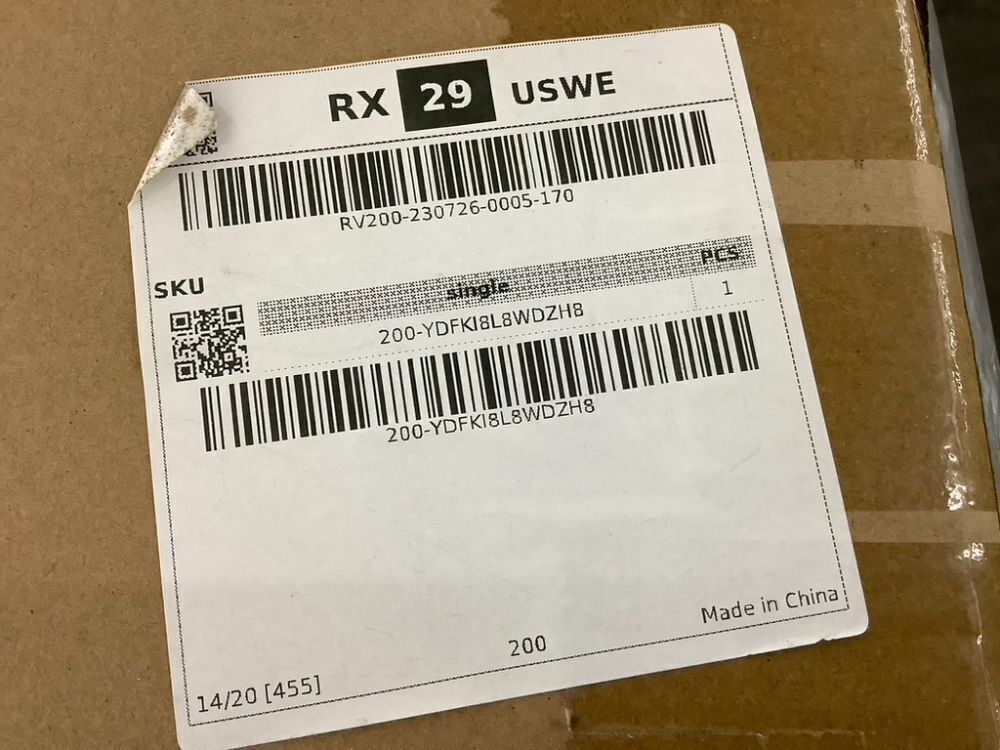 RX 29 USWE
RV200-230726-0005-170
SKU
single PCS
200-YDFKI8L8WDZH8 1
200-YDFKI8L8WDZH8
Made in China
200
14/20 [455]